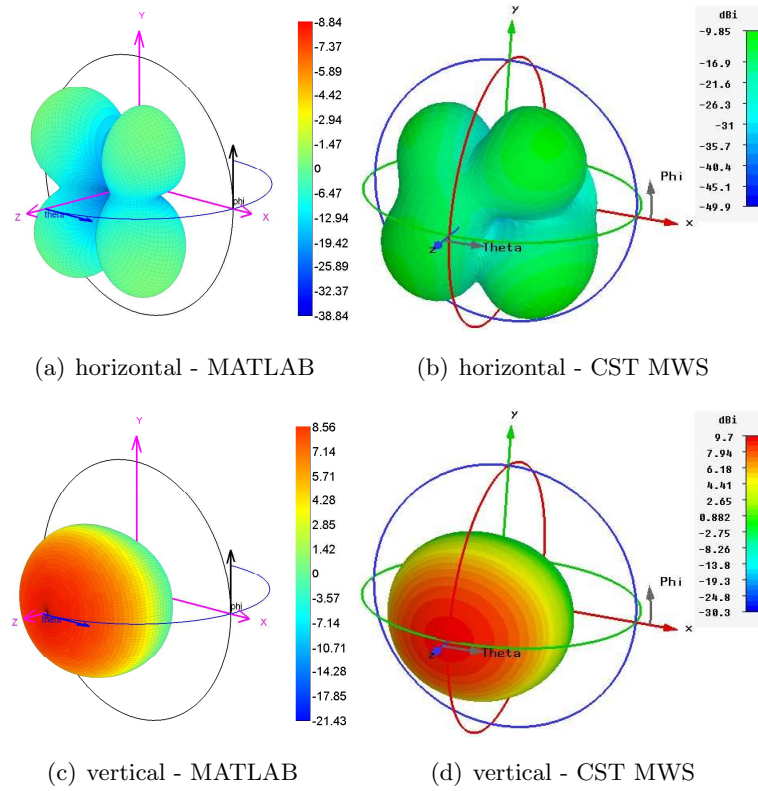 Y
Z
X
theta
phi
-8.84
7.37
5.89
4.42
2.94
1.47
0
-6.47
-12.94
-19.42
-25.89
-32.37
-38.84
(a) horizontal - MATLAB
y
x
z
Theta
Phi
dBi
-9.85
-16.9
-21.6
-26.3
-31
-35.7
-40.4
-45.1
-49.9
(b) horizontal - CST MWS
Y
Z
X
theta
phi
8.56
7.14
5.71
4.28
2.85
1.42
0
-3.57
-7.14
-10.71
-14.28
-17.85
-21.43
(c) vertical - MATLAB
y
x
z
Theta
Phi
dBi
9.7
7.94
6.18
4.41
2.65
0.882
-2.75
-8.26
-13.8
-19.3
-24.8
-30.3
(d) vertical - CST MWS